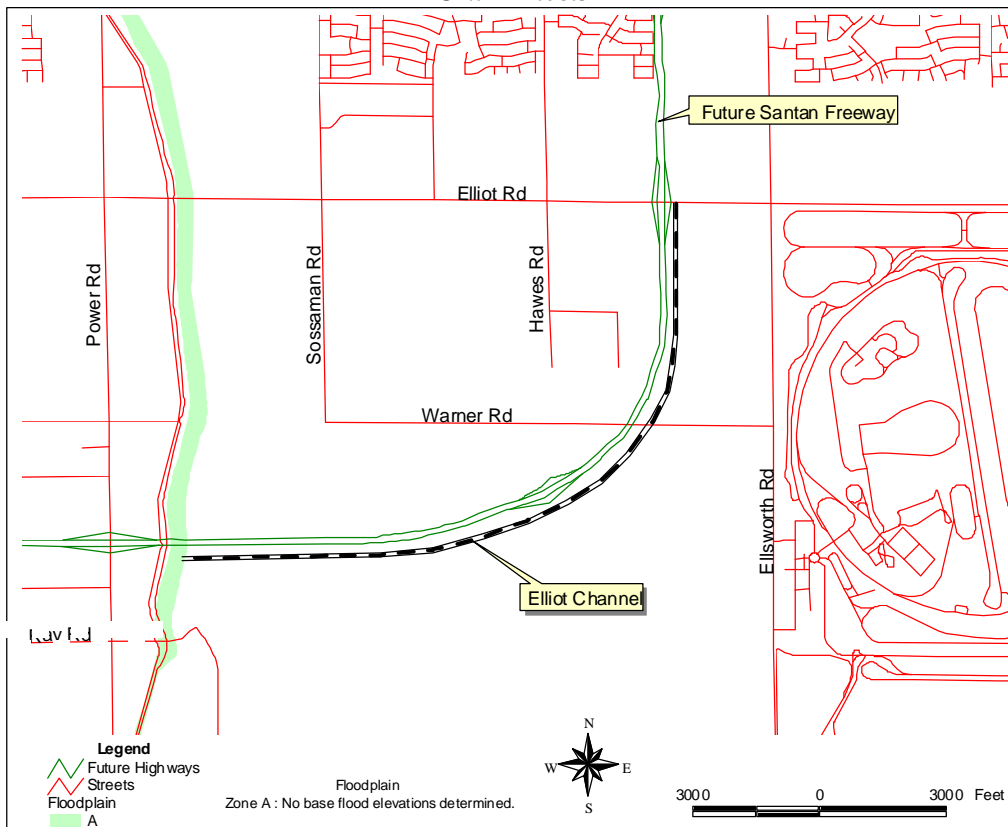 Future Santan Freeway
Elliot Rd
Power Rd
Sossaman Rd
Hawes Rd
Warner Rd
Ellsworth Rd
Elliot Channel
Rd
N
W E
S
Legend
Future Highways
Streets
Floodplain
A
Floodplain
Zone A : No base flood elevations determined.
3000 0 3000 Feet